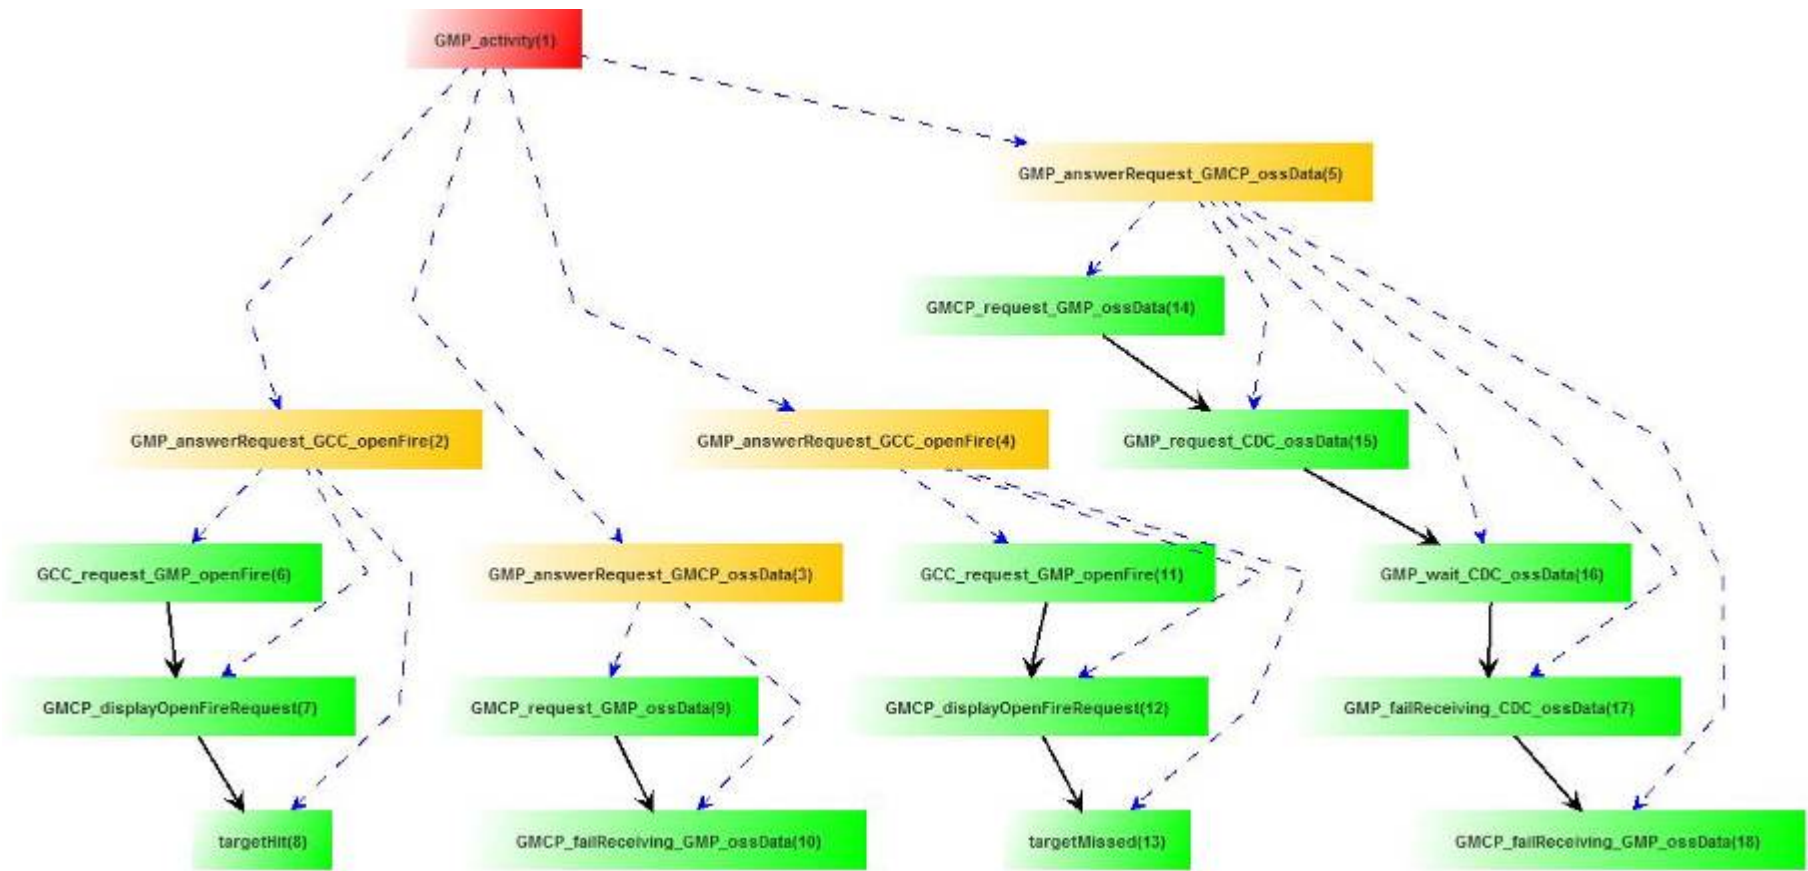 GMP_activity(1)
GMP_answerRequest_GMCP_ossData(5)
GMCP_request_GMP_ossData(14)
GMP_answerRequest_GCC_openFire(2)
GMP_answerRequest_GCC_openFire(4)
GMP_request_CDC_ossData(15)
GCC_request_GMP_openFire(6)
GMP_answerRequest_GMCP_ossData(3)
GCC_request_GMP_openFire(11)
GMP_wait_CDC_ossData(16)
GMCP_displayOpenFireRequest(7)
GMCP_request_GMP_ossData(9)
GMCP_displayOpenFireRequest(12)
GMP_failReceiving_CDC_ossData(17)
targetHit(8)
GMCP_failReceiving_GMP_ossData(10)
targetMissed(13)
GMCP_failReceiving_GMP_ossData(18)